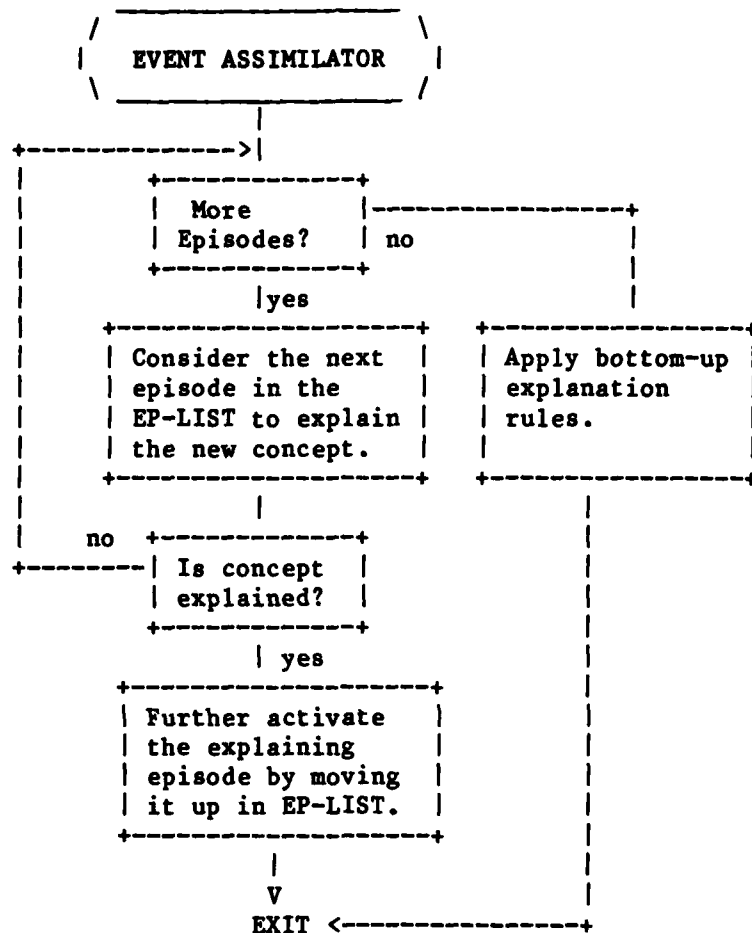 EVENT ASSIMILATOR
More
Episodes?
no
yes
Consider the next
episode in the
EP-LIST to explain
the new concept.
Apply bottom-up
explanation
rules.
no
Is concept
explained?
yes
Further activate
the explaining
episode by moving
it up in EP-LIST.
V
EXIT